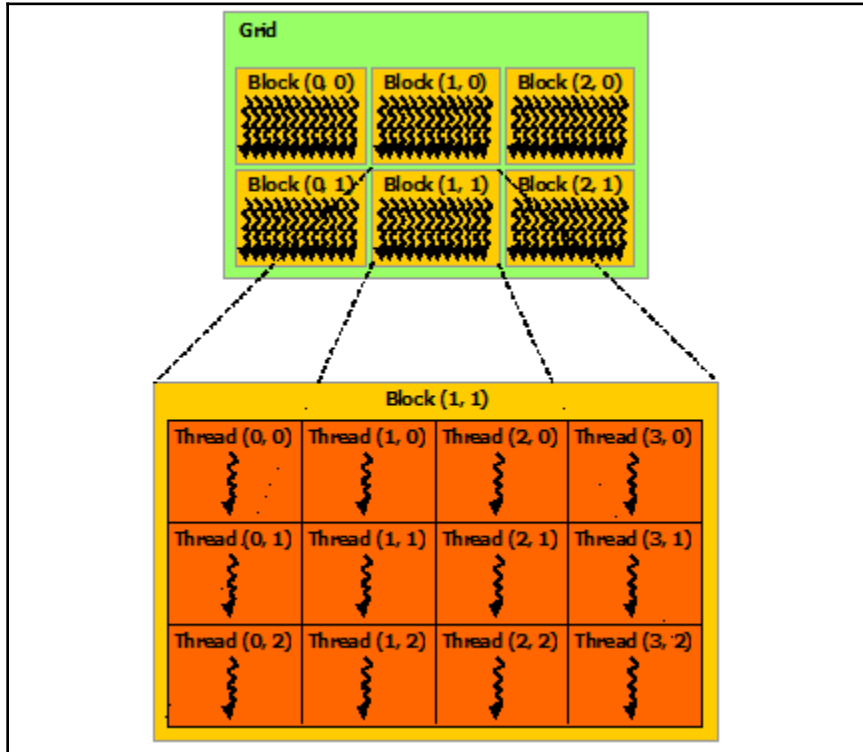 Grid
Block (0, 0) Block (1, 0) Block (2, 0)
Block (0, 1) Block (1, 1) Block (2, 1)
Block (1, 1)
Thread (0, 0) Thread (1, 0) Thread (2, 0) Thread (3, 0)
Thread (0, 1) Thread (1, 1) Thread (2, 1) Thread (3, 1)
Thread (0, 2) Thread (1, 2) Thread (2, 2) Thread (3, 2)